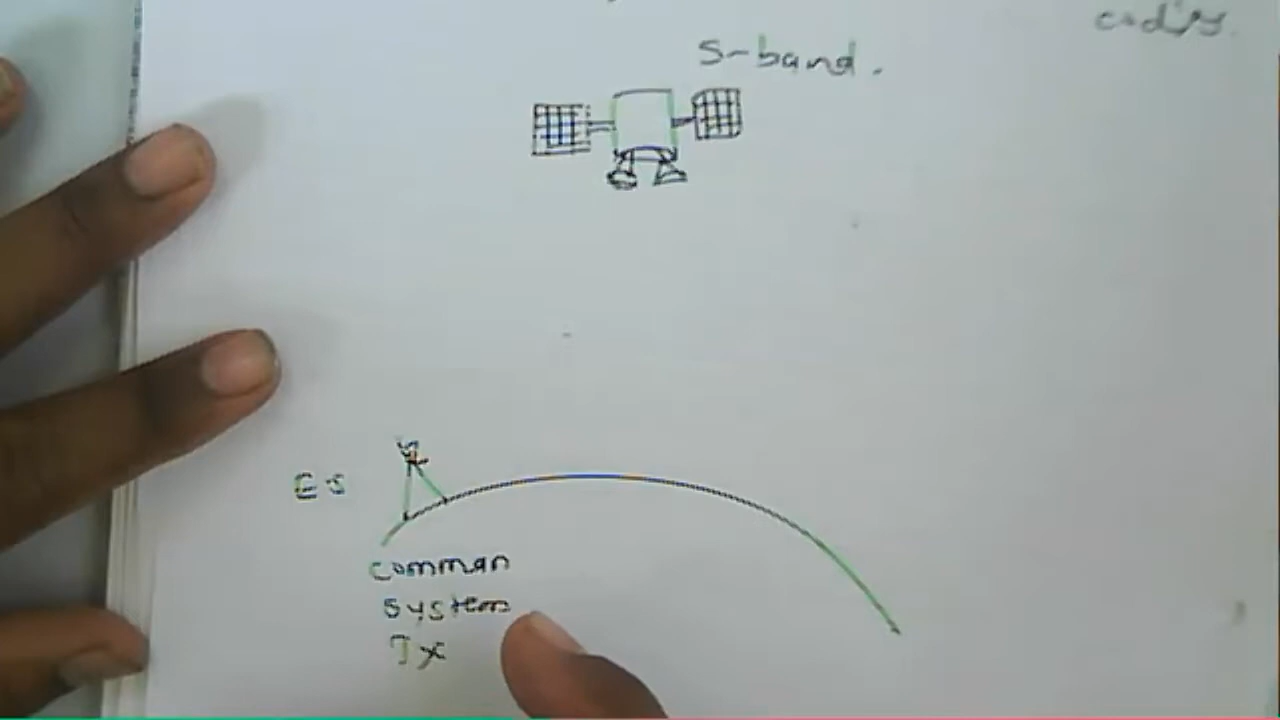 S-band.
ES
comman
system
Tx